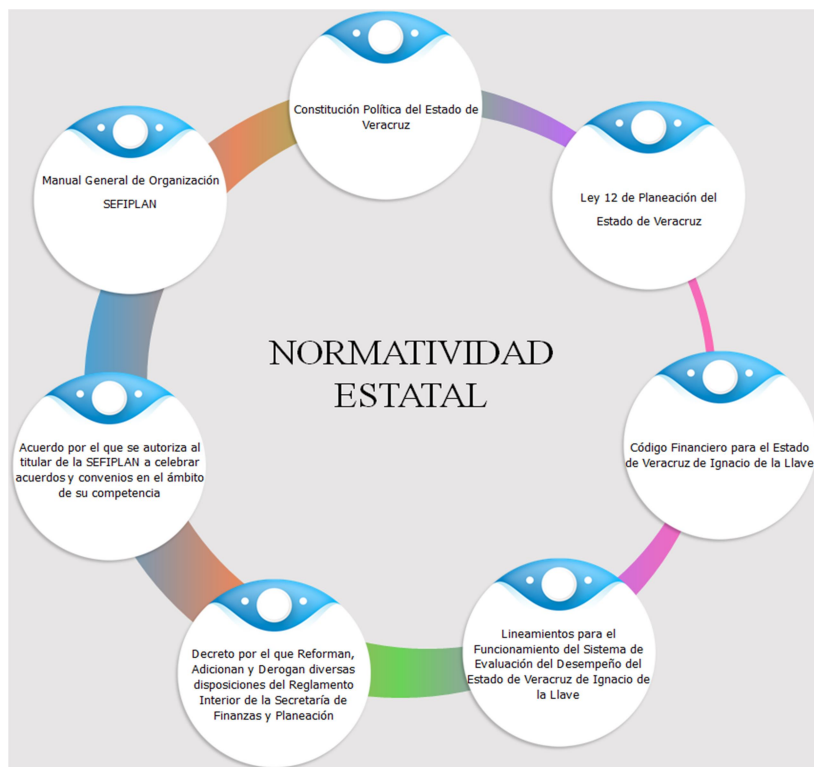 Constitución Política del Estado de
Veracruz
Manual General de Organización
SEFIPLAN
Ley 12 de Planeación del
Estado de Veracruz
NORMATIVIDAD
ESTATAL
Código Financiero para el Estado
de Veracruz de Ignacio de la Llave
Acuerdo por el que se autoriza al
titular de la SEFIPLAN a celebrar
acuerdos y convenios en el ámbito
de su competencia
Lineamientos para el
Funcionamiento del Sistema de
Evaluación del Desempeño del
Estado de Veracruz de Ignacio de
la Llave
Decreto por el que Reforman,
Adicionan y Derogan diversas
disposiciones del Reglamento
Interior de la Secretaría de
Finanzas y Planeación